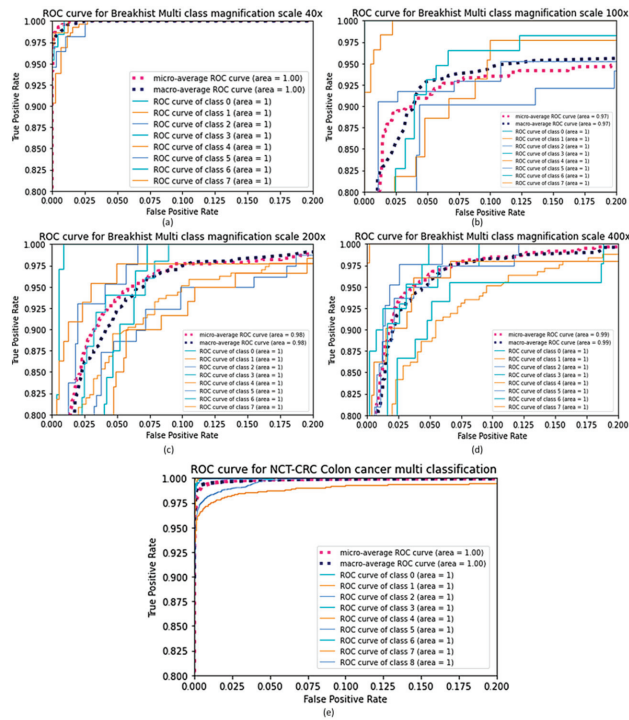 ROC curve for Breakhist Multi class magnification scale 40x
1.000
0.975
0.950
0.925
0.900
0.875
0.850
0.825
0.800
True Positive Rate
micro-average ROC curve (area = 1.00)
macro-average ROC curve (area = 1.00)
ROC curve of class 0 (area = 1)
ROC curve of class 1 (area = 1)
ROC curve of class 2 (area = 1)
ROC curve of class 3 (area = 1)
ROC curve of class 4 (area = 1)
ROC curve of class 5 (area = 1)
ROC curve of class 6 (area = 1)
ROC curve of class 7 (area = 1)
0.000 0.025 0.050 0.075 0.100 0.125 0.150 0.175 0.200
False Positive Rate
(a)
ROC curve for Breakhist Multi class magnification scale 100x
1.000
0.975
0.950
0.925
0.900
0.875
0.850
0.825
0.800
True Positive Rate
micro-average ROC curve (area = 0.97)
macro-average ROC curve (area = 0.97)
ROC curve of class 0 (area = 1)
ROC curve of class 1 (area = 1)
ROC curve of class 2 (area = 1)
ROC curve of class 3 (area = 1)
ROC curve of class 4 (area = 1)
ROC curve of class 5 (area = 1)
ROC curve of class 6 (area = 1)
ROC curve of class 7 (area = 1)
0.000 0.025 0.050 0.075 0.100 0.125 0.150 0.175 0.200
False Positive Rate
(b)
ROC curve for Breakhist Multi class magnification scale 200x
1.000
0.975
0.950
0.925
0.900
0.875
0.850
0.825
0.800
True Positive Rate
micro-average ROC curve (area = 0.98)
macro-average ROC curve (area = 0.98)
ROC curve of class 0 (area = 1)
ROC curve of class 1 (area = 1)
ROC curve of class 2 (area = 1)
ROC curve of class 3 (area = 1)
ROC curve of class 4 (area = 1)
ROC curve of class 5 (area = 1)
ROC curve of class 6 (area = 1)
ROC curve of class 7 (area = 1)
0.000 0.025 0.050 0.075 0.100 0.125 0.150 0.175 0.200
False Positive Rate
(c)
ROC curve for Breakhist Multi class magnification scale 400x
1.000
0.975
0.950
0.925
0.900
0.875
0.850
0.825
0.800
True Positive Rate
micro-average ROC curve (area = 0.99)
macro-average ROC curve (area = 0.99)
ROC curve of class 0 (area = 1)
ROC curve of class 1 (area = 1)
ROC curve of class 2 (area = 1)
ROC curve of class 3 (area = 1)
ROC curve of class 4 (area = 1)
ROC curve of class 5 (area = 1)
ROC curve of class 6 (area = 1)
ROC curve of class 7 (area = 1)
0.000 0.025 0.050 0.075 0.100 0.125 0.150 0.175 0.200
False Positive Rate
(d)
ROC curve for NCT-CRC Colon cancer multi classification
1.000
0.975
0.950
0.925
0.900
0.875
0.850
0.825
0.800
True Positive Rate
micro-average ROC curve (area = 1.00)
macro-average ROC curve (area = 1.00)
ROC curve of class 0 (area = 1)
ROC curve of class 1 (area = 1)
ROC curve of class 2 (area = 1)
ROC curve of class 3 (area = 1)
ROC curve of class 4 (area = 1)
ROC curve of class 5 (area = 1)
ROC curve of class 6 (area = 1)
ROC curve of class 7 (area = 1)
ROC curve of class 8 (area = 1)
0.000 0.025 0.050 0.075 0.100 0.125 0.150 0.175 0.200
False Positive Rate
(e)